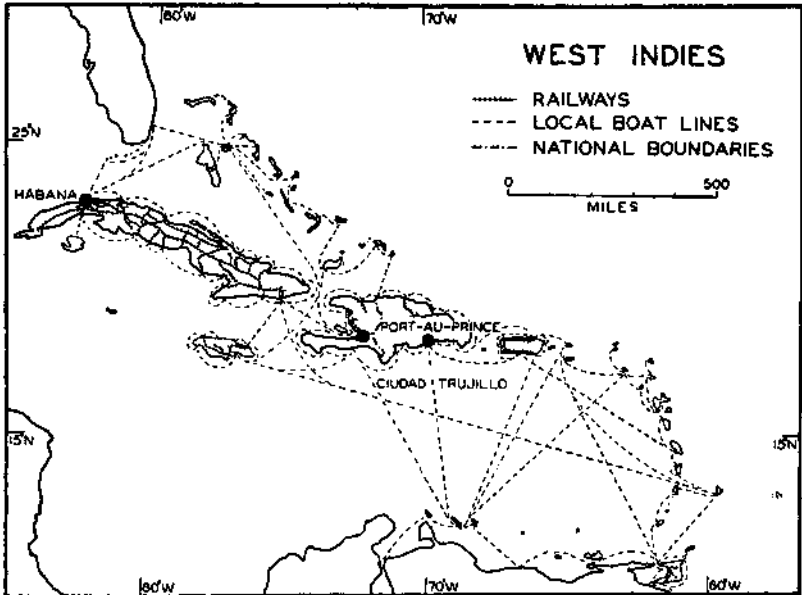 80°W
70°W
WEST INDIES
RAILWAYS
LOCAL BOAT LINES
NATIONAL BOUNDARIES
25°N
0 500
MILES
HABANA
PORT-AU-PRINCE
CIUDAD TRUJILLO
15°N
15°N
80°W
70°W
60°W